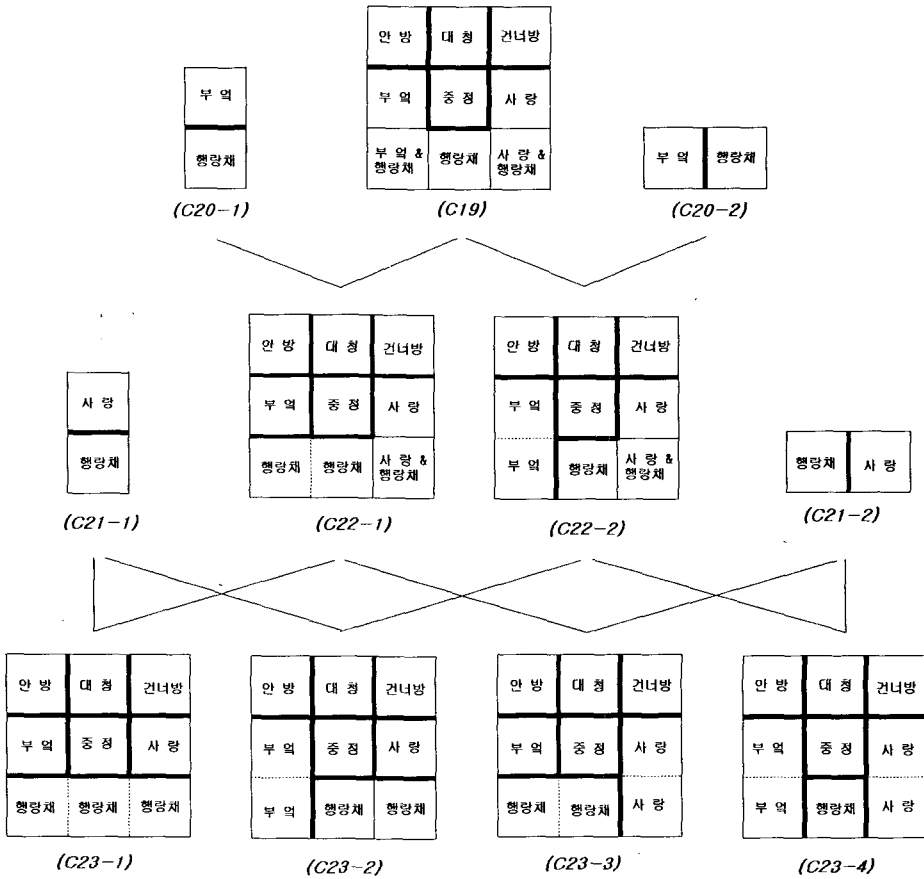 부 엌
행랑채
(C20-1)
안 방 대 청 건너방
부 엌 중 정 사 랑
부 엌 &
행랑채
행랑채
사 랑 &
행랑채
(C19)
부 엌 행랑채
(C20-2)
사 랑
행랑채
(C21-1)
안 방 대 청 건너방
부 엌 중 정 사 랑
행랑채 행랑채
사 랑 &
행랑채
(C22-1)
안 방 대 청 건너방
부 엌 중 정 사 랑
부 엌 행랑채
사 랑 &
행랑채
(C22-2)
행랑채 사 랑
(C21-2)
안 방 대 청 건너방
부 엌 중 정 사 랑
행랑채 행랑채 행랑채
(C23-1)
안 방 대 청 건너방
부 엌 중 정 사 랑
부 엌 행랑채 행랑채
(C23-2)
안 방 대 청 건너방
부 엌 중 정 사 랑
행랑채 행랑채 사 랑
(C23-3)
안 방 대 청 건너방
부 엌 중 정 사 랑
부 엌 행랑채 사 랑
(C23-4)